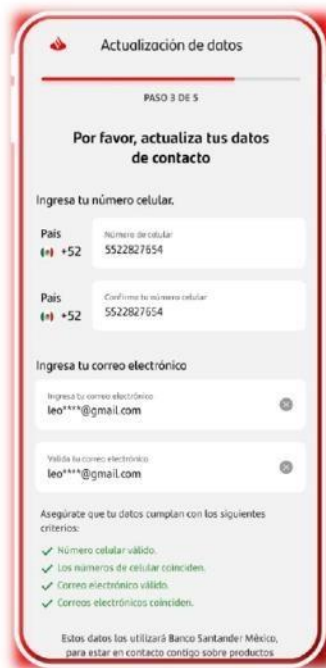 Actualización de datos
PASO 3 DE 5
Por favor, actualiza tus datos
de contacto
Ingresa tu número celular.
País
+52
Número de celular
5522827654
País
+52
Confirma tu número celular
5522827654
Ingresa tu correo electrónico
Ingresa tu correo electrónico
leo****@gmail.com
Valida tu correo electrónico
leo****@gmail.com
Asegúrate que tu datos cumplan con los siguientes
criterios:
Número celular válido.
Los números de celular coinciden.
Correo electrónico válido.
Correos electrónicos coinciden.
Estos datos los utilizará Banco Santander México,
para estar en contacto contigo sobre productos